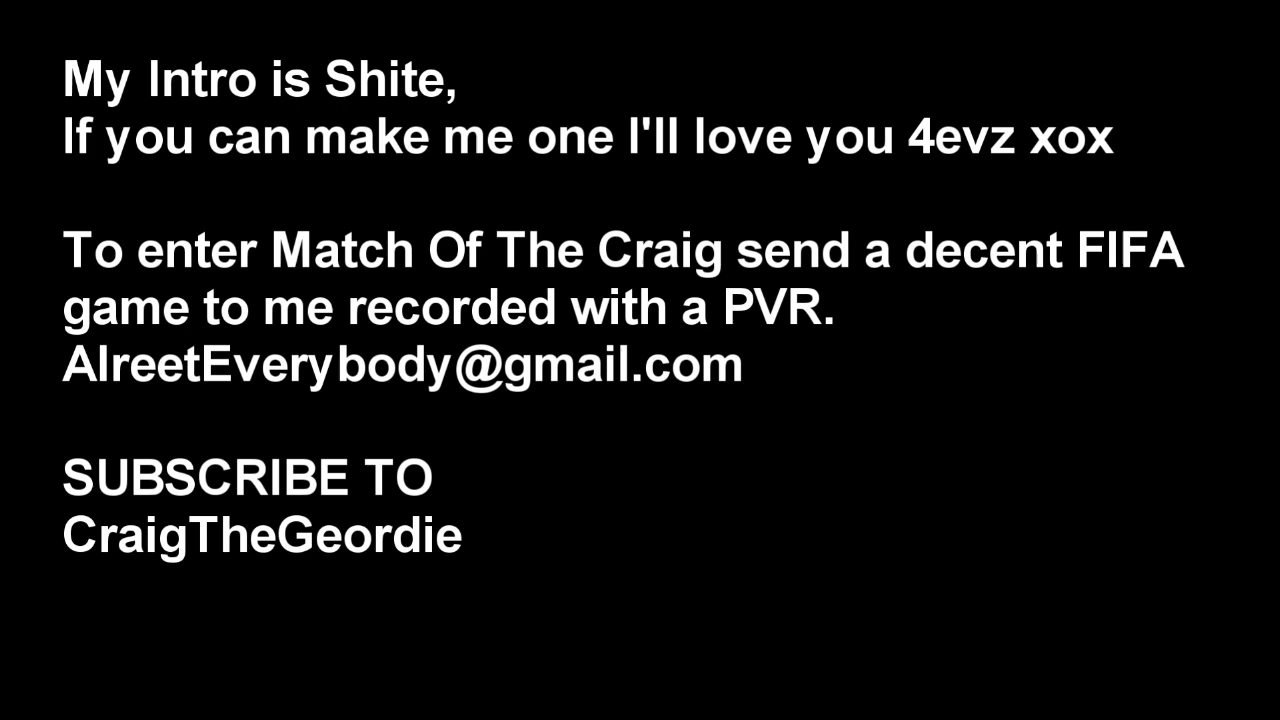 My Intro is Shite,
If you can make me one I'll love you 4evz xox
To enter Match Of The Craig send a decent FIFA
game to me recorded with a PVR.
AlreetEverybody@gmail.com
SUBSCRIBE TO
CraigTheGeordie